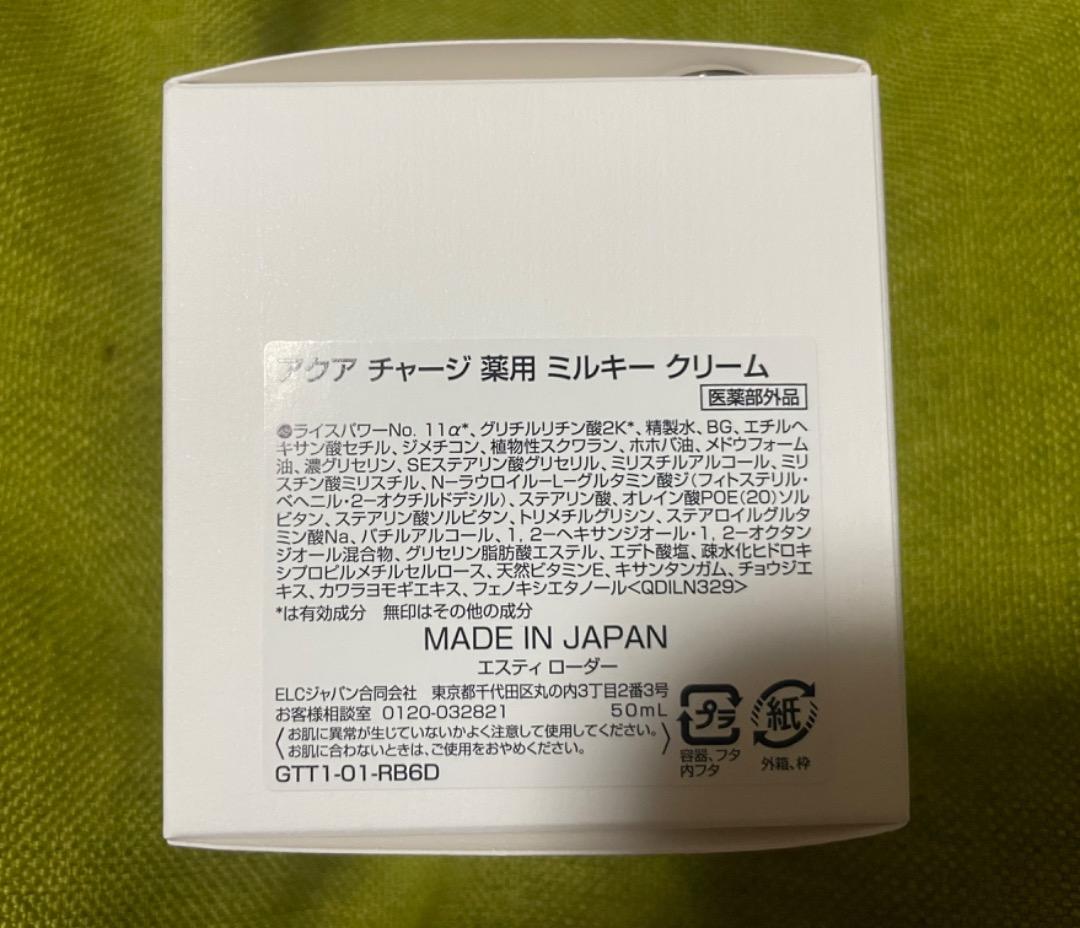 アクア チャージ 薬用 ミルキー クリーム
医薬部外品
ライスパワーNo. 11α*、グリチルリチン酸2K*、精製水、BG、エチルヘ
キサン酸セチル、ジメチコン、植物性スクワラン、ホホバ油、メドウフォーム
油、濃グリセリン、SEステアリン酸グリセリル、ミリスチルアルコール、ミリ
スチン酸ミリスチル、N−ラウロイル−L−グルタミン酸ジ(フィトステリル・
ベヘニル・2−オクチルドデシル)、ステアリン酸、オレイン酸POE(20)ソル
ビタン、ステアリン酸ソルビタン、トリメチルグリシン、ステアロイルグルタ
ミン酸Na、バチルアルコール、1, 2−ヘキサンジオール・1, 2−オクタン
ジオール混合物、グリセリン脂肪酸エステル、エデト酸塩、疎水化ヒドロキ
シプロピルメチルセルロース、天然ビタミンE、キサンタンガム、チョウジエ
キス、カワラヨモギエキス、フェノキシエタノール<QDILN329>
*は有効成分　無印はその他の成分
MADE IN JAPAN
エスティ ローダー
ELCジャパン合同会社　東京都千代田区丸の内3丁目2番3号
お客様相談室 0120-032821 50mL
お肌に異常が生じていないかよく注意して使用してください。
お肌に合わないときは、ご使用をおやめください。
GTT1-01-RB6D
プラ
容器、フタ
内フタ
紙
外箱、枠